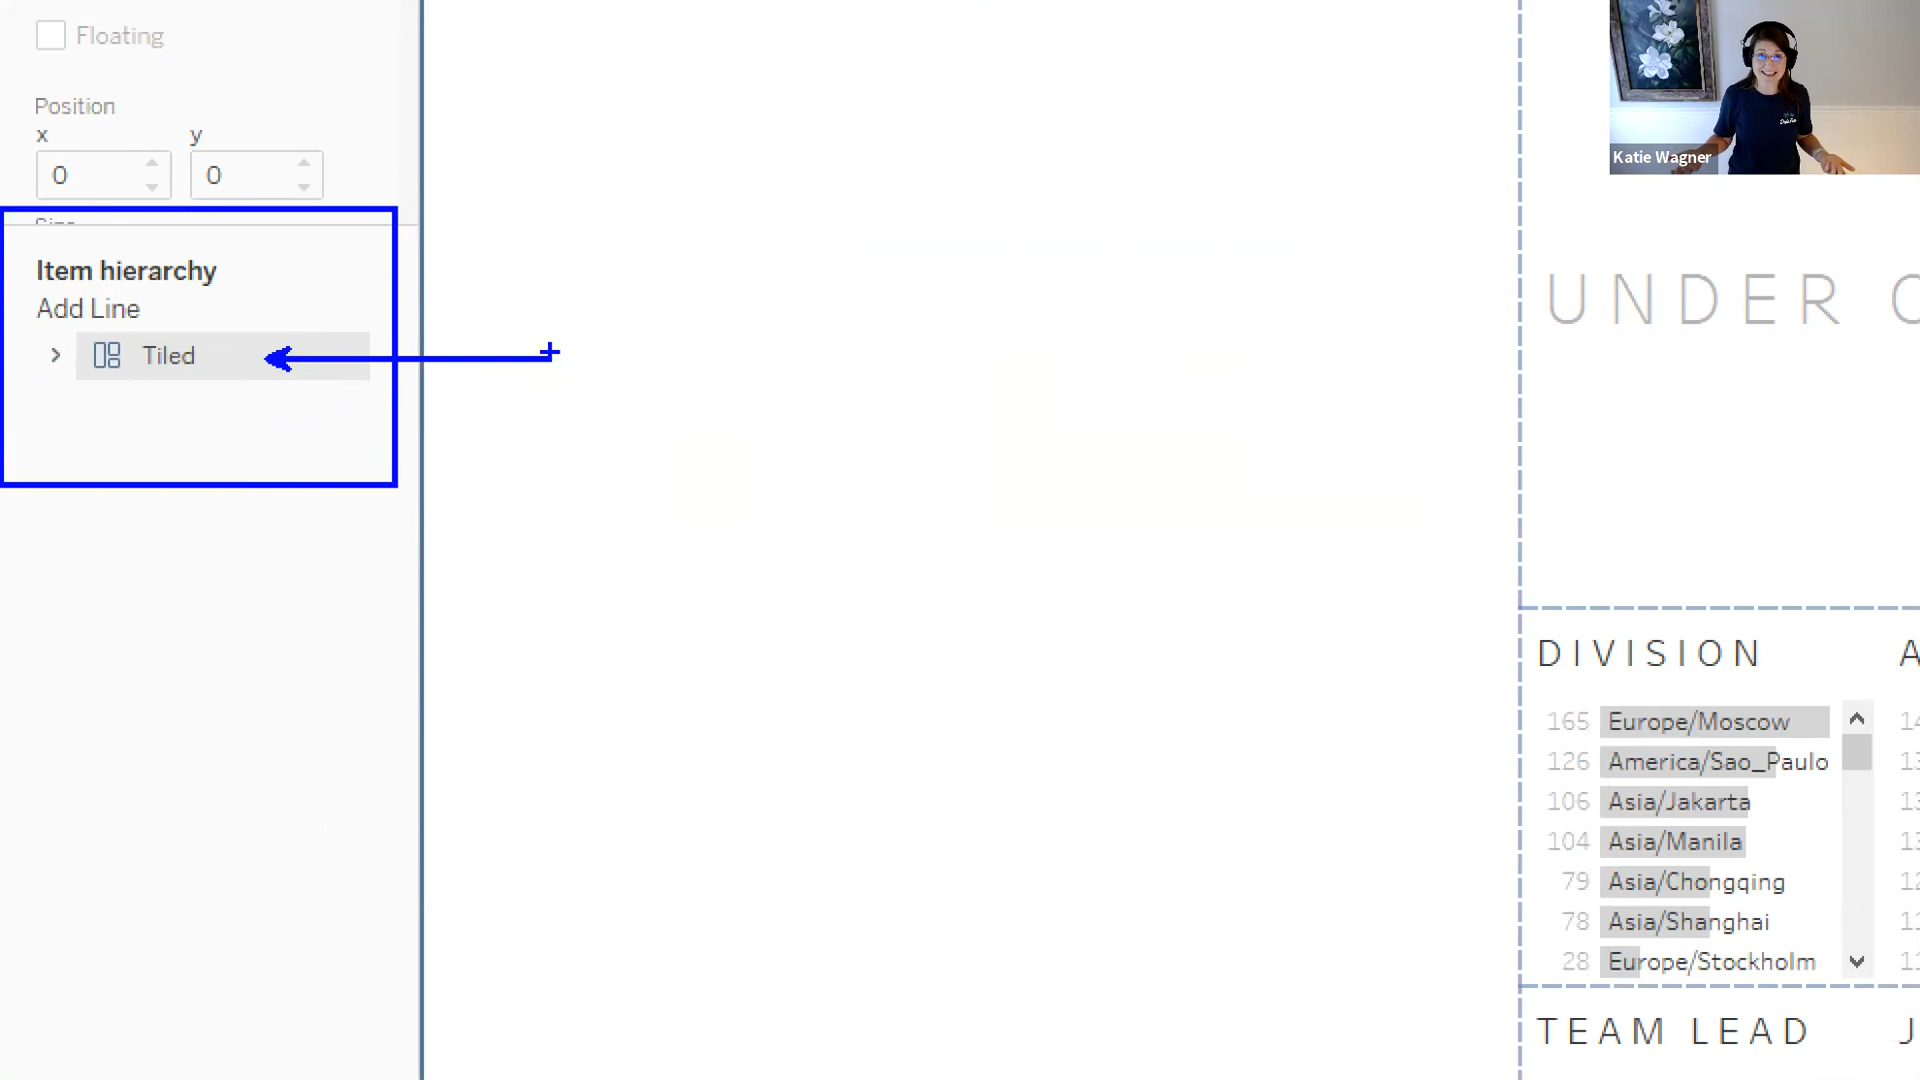 Floating
Position
x y
0 0
Item hierarchy
Add Line
Tiled
Katie Wagner
UNDER
DIVISION
165 Europe/Moscow
126 America/Sao_Paulo
106 Asia/Jakarta
104 Asia/Manila
79 Asia/Chongqing
78 Asia/Shanghai
28 Europe/Stockholm
TEAM LEAD